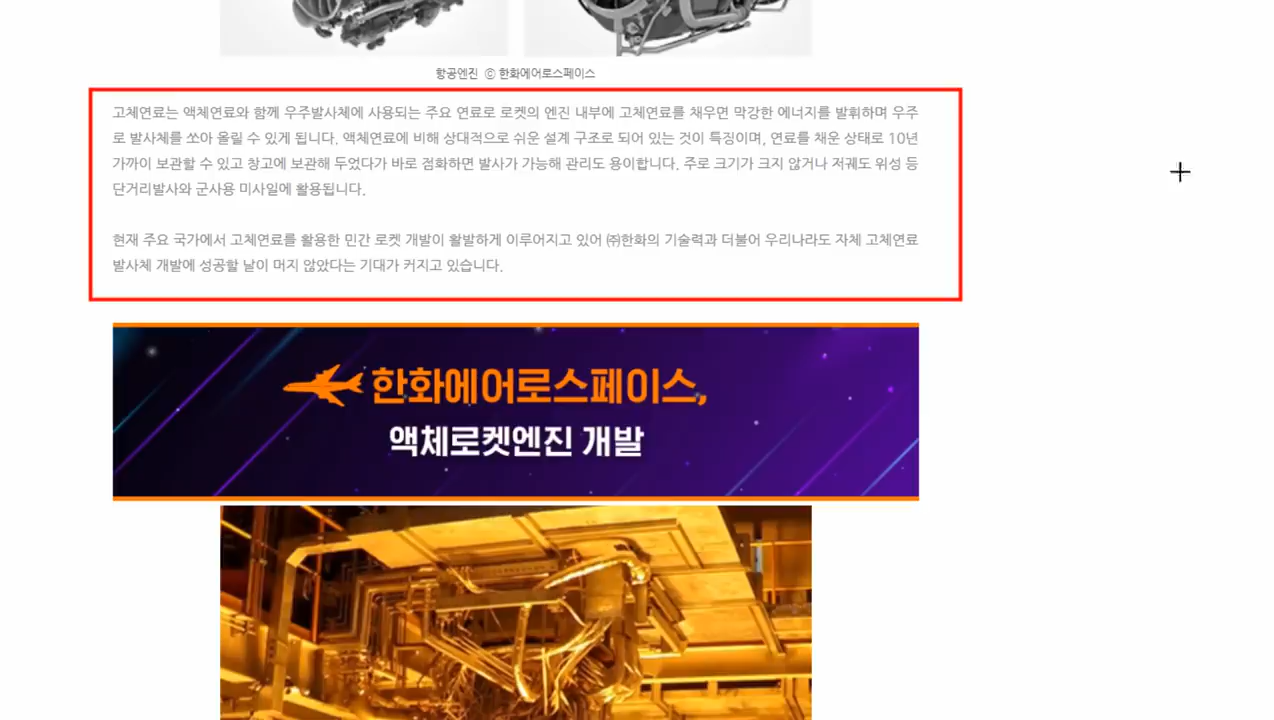 항공엔진 ⓒ 한화에어로스페이스
고체연료는 액체연료와 함께 우주발사체에 사용되는 주요 연료로 로켓의 엔진 내부에 고체연료를 채우면 막강한 에너지를 발휘하며 우주
로 발사체를 쏘아 올릴 수 있게 됩니다. 액체연료에 비해 상대적으로 쉬운 설계 구조로 되어 있는 것이 특징이며, 연료를 채운 상태로 10년
가까이 보관할 수 있고 창고에 보관해 두었다가 바로 점화하면 발사가 가능해 관리도 용이합니다. 주로 크기가 크지 않거나 저궤도 위성 등
단거리발사와 군사용 미사일에 활용됩니다.
현재 주요 국가에서 고체연료를 활용한 민간 로켓 개발이 활발하게 이루어지고 있어 ㈜한화의 기술력과 더불어 우리나라도 자체 고체연료
발사체 개발에 성공할 날이 머지 않았다는 기대가 커지고 있습니다.
한화에어로스페이스,
액체로켓엔진 개발